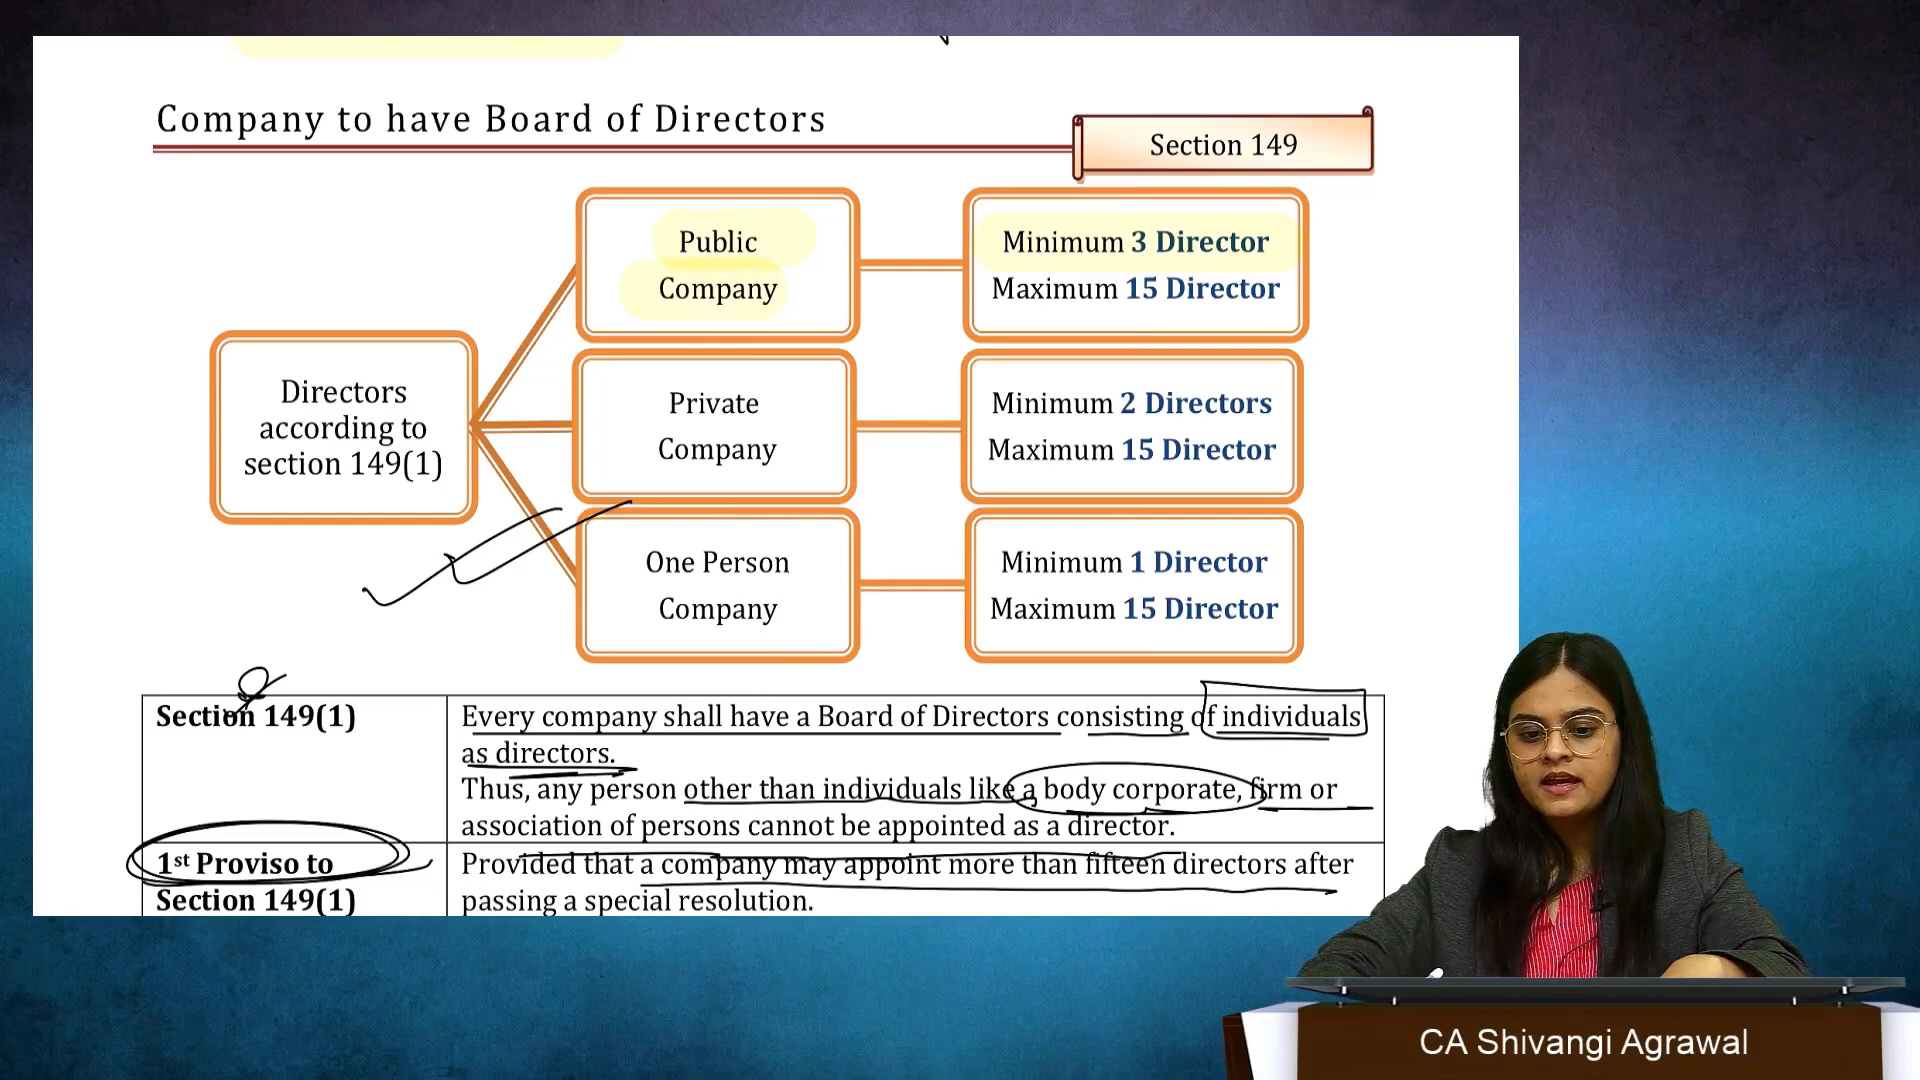 Company to have Board of Directors
Section 149
Public
Company
Minimum 3 Director
Maximum 15 Director
Directors
according to
section 149(1)
Private
Company
Minimum 2 Directors
Maximum 15 Director
One Person
Company
Minimum 1 Director
Maximum 15 Director
Section 149(1)
Every company shall have a Board of Directors consisting of individuals
as directors.
Thus, any person other than individuals like a body corporate, firm or
association of persons cannot be appointed as a director.
1st Proviso to
Section 149(1)
Provided that a company may appoint more than fifteen directors after
passing a special resolution.
CA Shivangi Agrawal